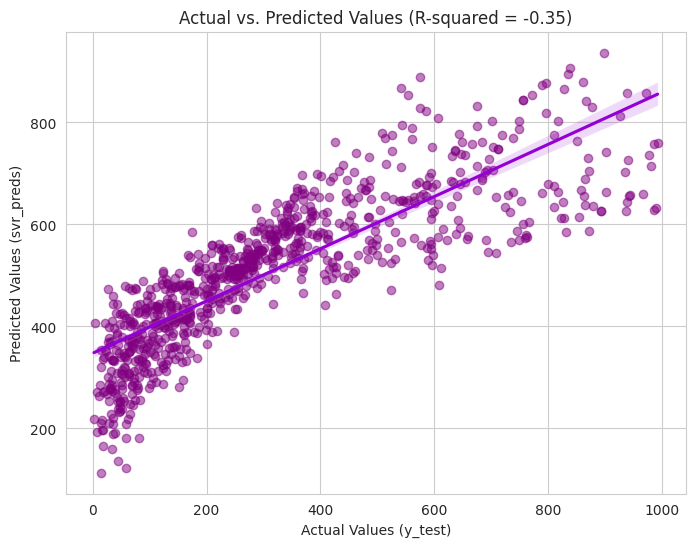 Actual vs. Predicted Values (R-squared = -0.35)
Predicted Values (svr_preds)
800
600
400
200
0 200 400 600 800 1000
Actual Values (y_test)